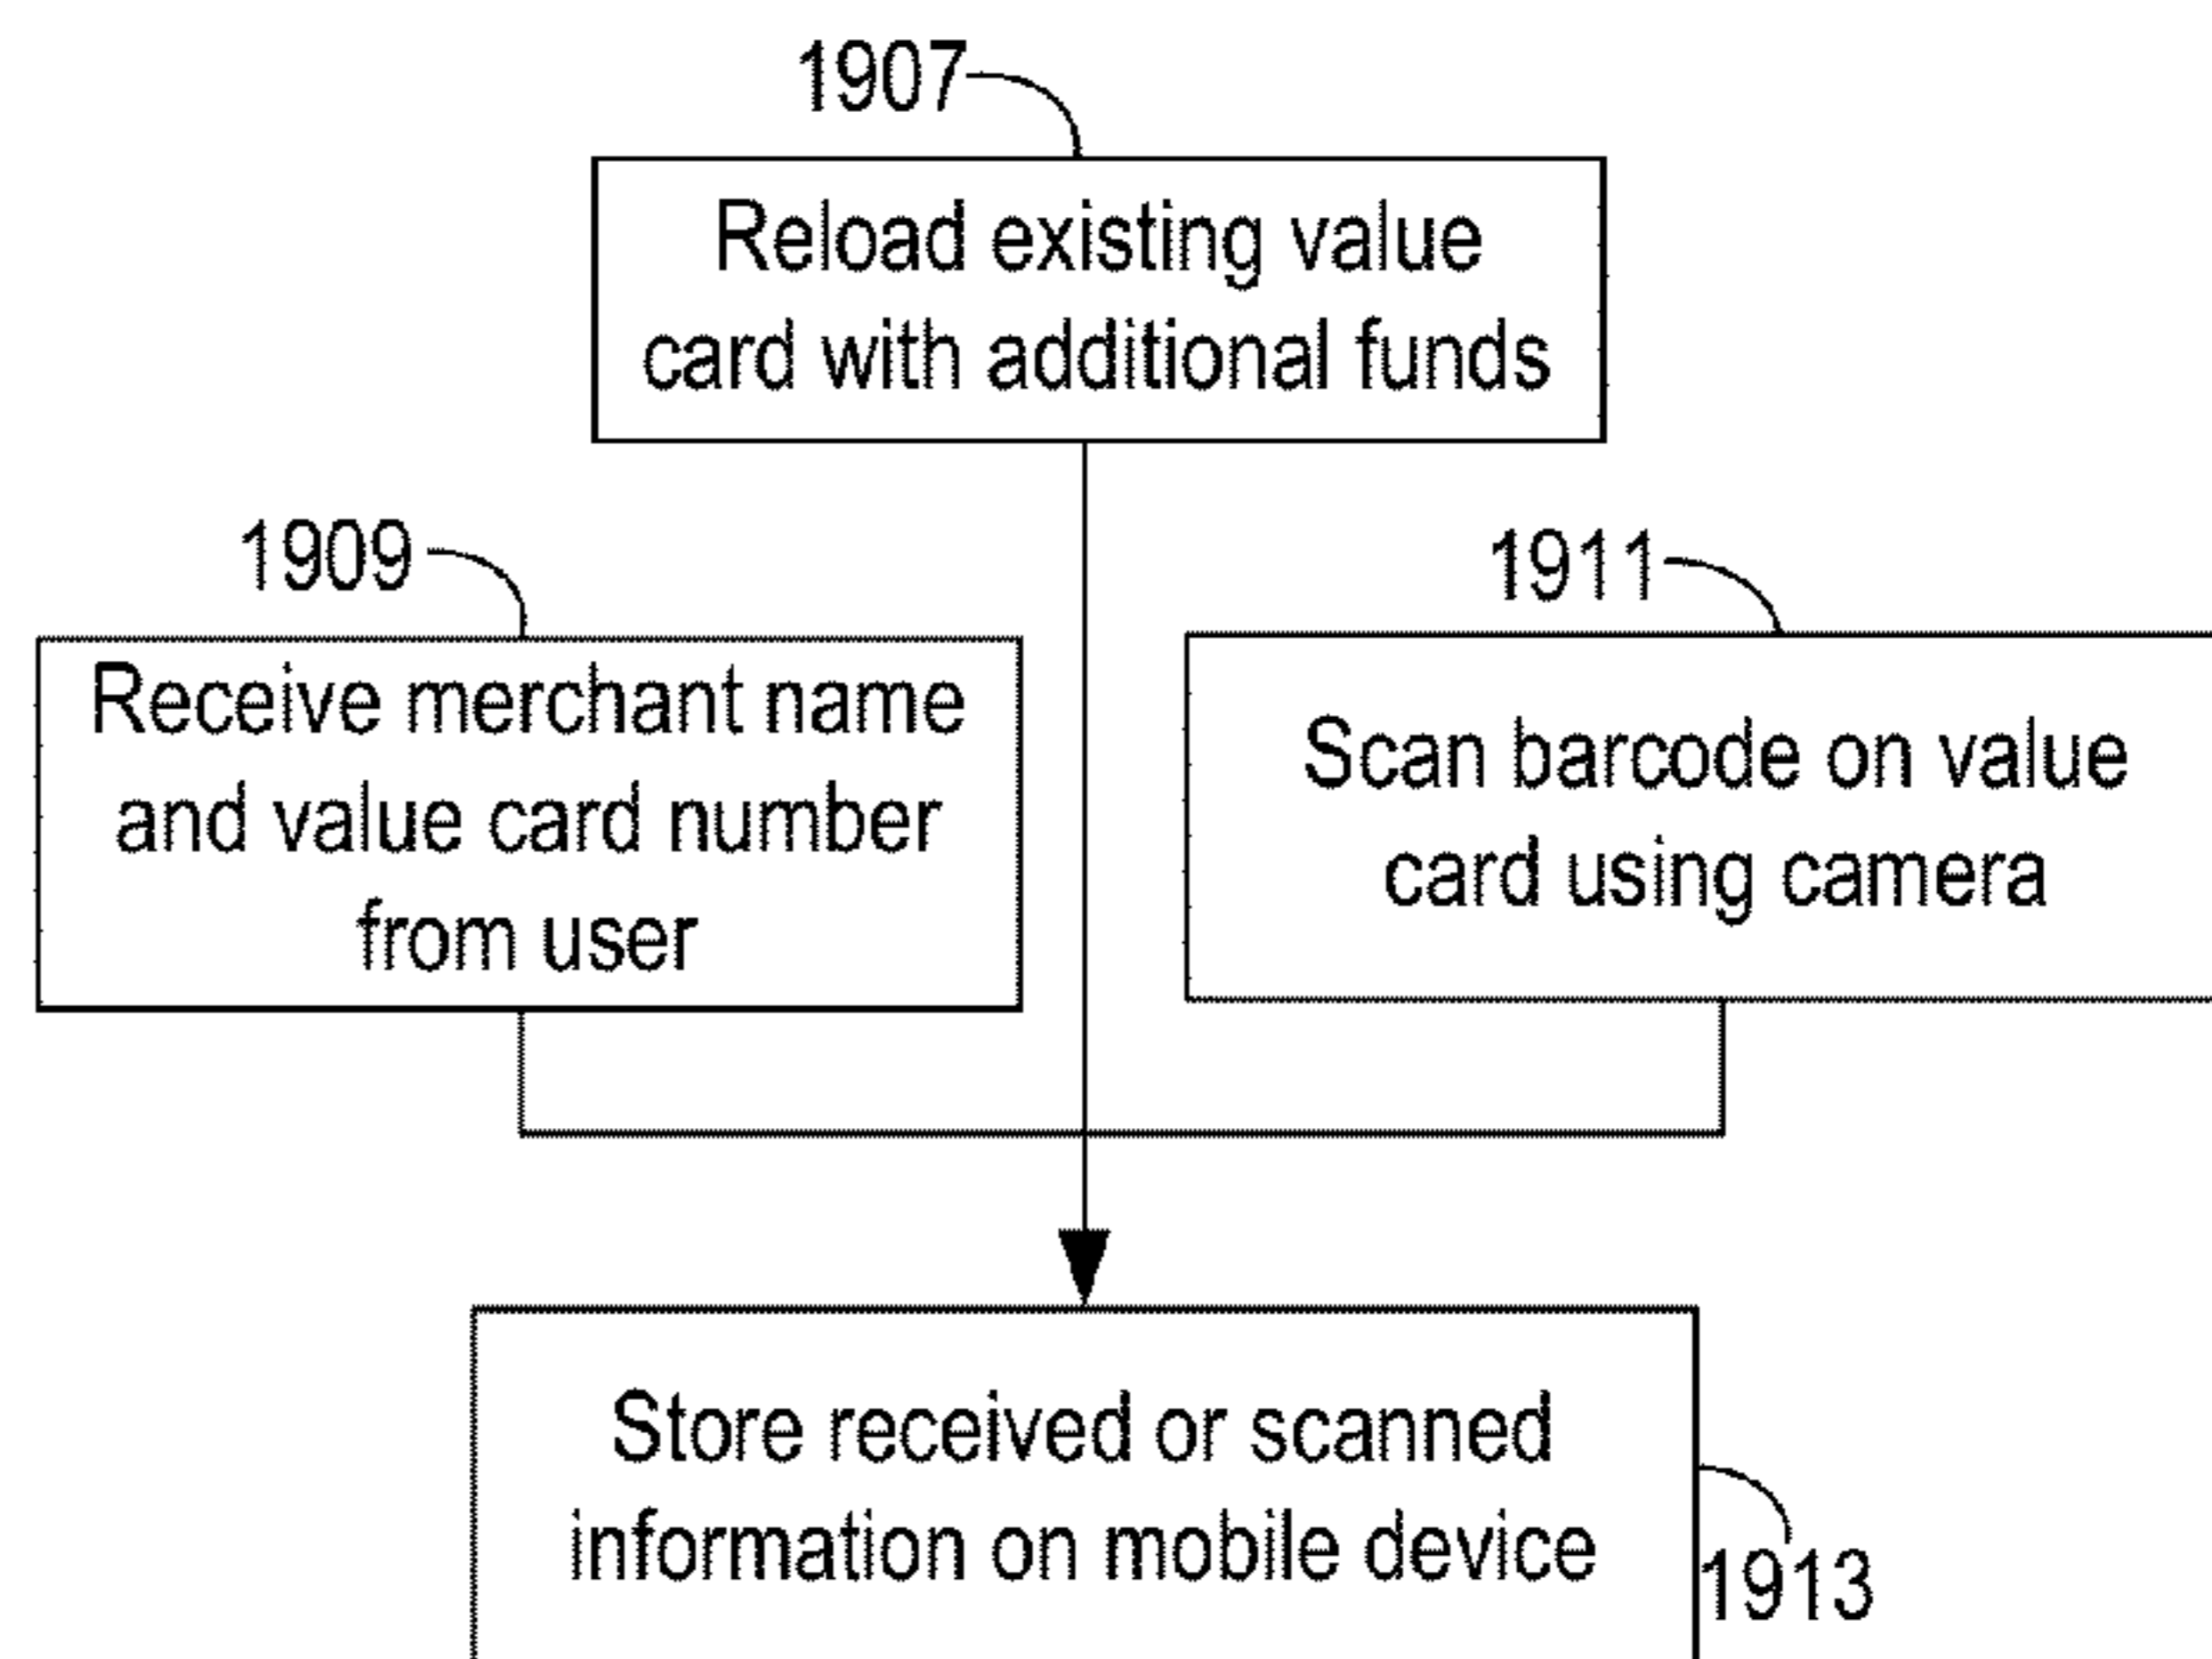 1907
Reload existing value
card with additional funds
1909
Receive merchant name
and value card number
from user
1911
Scan barcode on value
card using camera
Store received or scanned
information on mobile device
1913